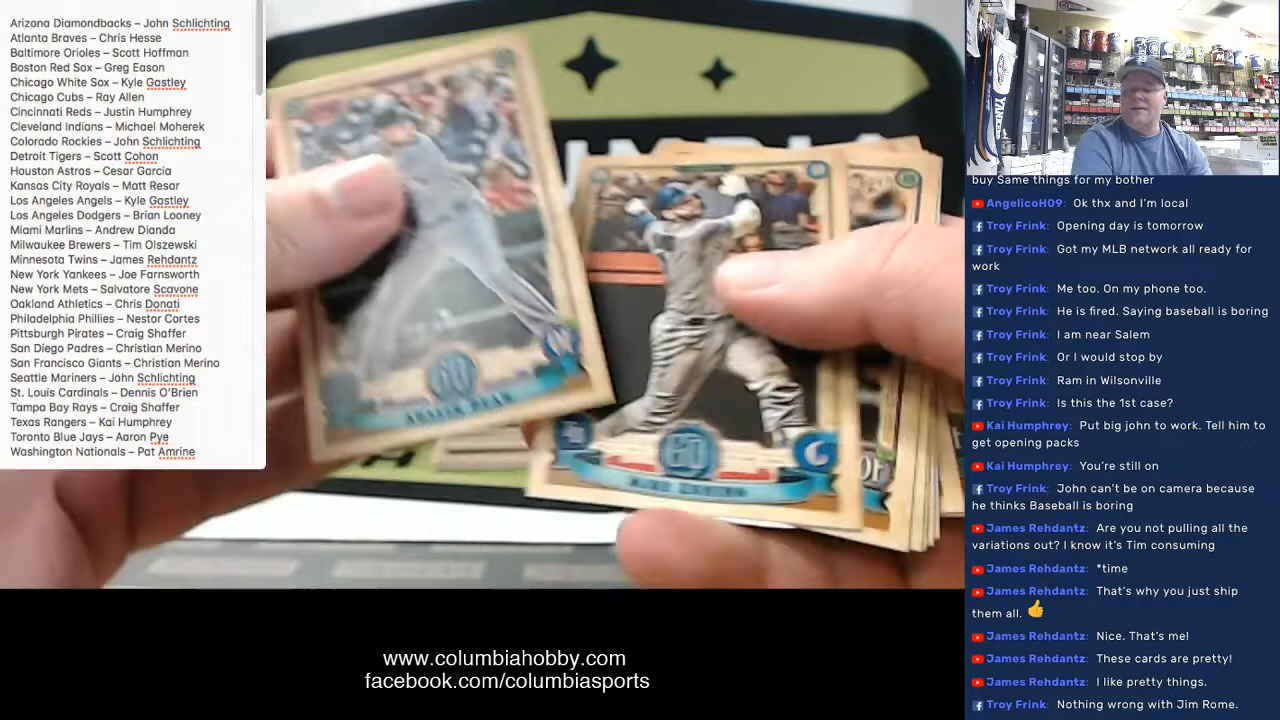 Arizona Diamondbacks – John Schlichting
Atlanta Braves – Chris Hesse
Baltimore Orioles – Scott Hoffman
Boston Red Sox – Greg Eason
Chicago White Sox – Kyle Gastley
Chicago Cubs – Ray Allen
Cincinnati Reds – Justin Humphrey
Cleveland Indians – Michael Moherek
Colorado Rockies – John Schlichting
Detroit Tigers – Scott Cohon
Houston Astros – Cesar Garcia
Kansas City Royals – Matt Resar
Los Angels Angels – Kyle Gastley
Los Angeles Dodgers – Brian Looney
Miami Marlins – Andrew Dianda
Milwaukee Brewers – Tim Olszewski
Minnesota Twins – James Rehdantz
New York Yankees – Joe Farnsworth
New York Mets – Salvatore Scavone
Oakland Athletics – Chris Donati
Philadelphia Phillies – Nestor Cortes
Pittsburgh Pirates – Craig Shaffer
San Diego Padres – Christian Merino
San Francisco Giants – Christian Merino
Seattle Mariners – John Schlichting
St. Louis Cardinals – Dennis O'Brien
Tampa Bay Rays – Craig Shaffer
Texas Rangers – Kai Humphrey
Toronto Blue Jays – Aaron Pye
Washington Nationals – Pat Amrine
buy Same things for my bother
AngelicoH09: Ok thx and I'm local
Troy Frink: Opening day is tomorrow
Troy Frink: Got my MLB network all ready for
work
Troy Frink: Me too. On my phone too.
Troy Frink: He is fired. Saying baseball is boring
Troy Frink: I am near Salem
Troy Frink: Or I would stop by
Troy Frink: Ram in Wilsonville
Troy Frink: Is this the 1st case?
Kai Humphrey: Put big john to work. Tell him to
get opening packs
Kai Humphrey: You're still on
Troy Frink: John can't be on camera because
he thinks Baseball is boring
James Rehdantz: Are you not pulling all the
variations out? I know it's Tim consuming
James Rehdantz: *time
James Rehdantz: That's why you just ship
them all. 👍
James Rehdantz: Nice. That's me!
James Rehdantz: These cards are pretty!
James Rehdantz: I like pretty things.
Troy Frink: Nothing wrong with Jim Rome.
www.columbiahobby.com
facebook.com/columbiasports